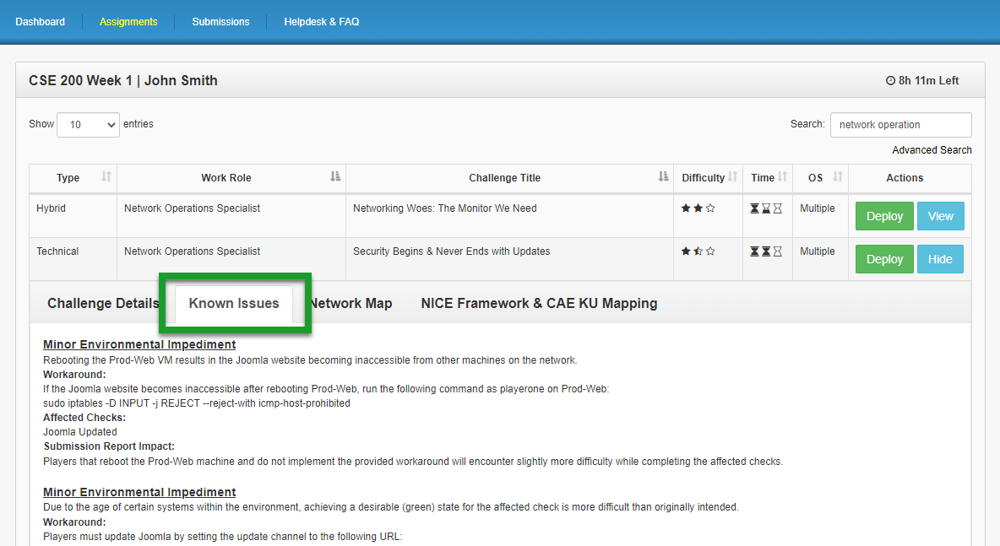 Dashboard Assignments Submissions Helpdesk & FAQ
CSE 200 Week 1 | John Smith 8h 11m Left
Show 10 entries Search: network operation
Advanced Search
Type Work Role Challenge Title Difficulty Time OS Actions
Hybrid Network Operations Specialist Networking Woes: The Monitor We Need Multiple Deploy View
Technical Network Operations Specialist Security Begins & Never Ends with Updates Multiple Deploy Hide
Challenge Details Known Issues Network Map NICE Framework & CAE KU Mapping
Minor Environmental Impediment
Rebooting the Prod-Web VM results in the Joomla website becoming inaccessible from other machines on the network.
Workaround:
If the Joomla website becomes inaccessible after rebooting Prod-Web, run the following command as playerone on Prod-Web:
sudo iptables -D INPUT -j REJECT --reject-with icmp-host-prohibited
Affected Checks:
Joomla Updated
Submission Report Impact:
Players that reboot the Prod-Web machine and do not implement the provided workaround will encounter slightly more difficulty while completing the affected checks.
Minor Environmental Impediment
Due to the age of certain systems within the environment, achieving a desirable (green) state for the affected check is more difficult than originally intended.
Workaround:
Players must update Joomla by setting the update channel to the following URL: